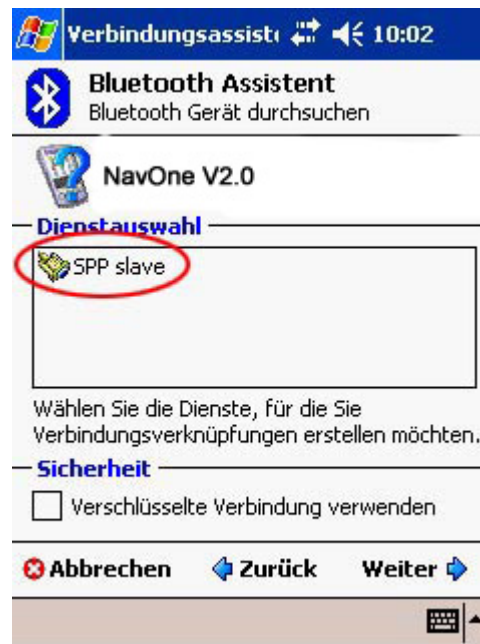 Verbindungsassist 10:02
Bluetooth Assistent
Bluetooth Gerät durchsuchen
NavOne V2.0
Dienstauswahl
SPP slave
Wählen Sie die Dienste, für die Sie
Verbindungsverknüpfungen erstellen möchten.
Sicherheit
Verschlüsselte Verbindung verwenden
Abbrechen Zurück Weiter